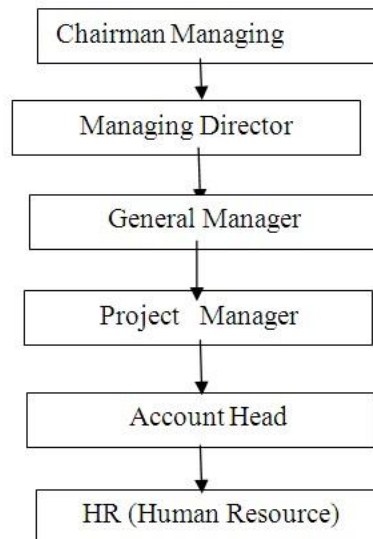 Chairman Managing
Managing Director
General Manager
Project Manager
Account Head
HR (Human Resource)